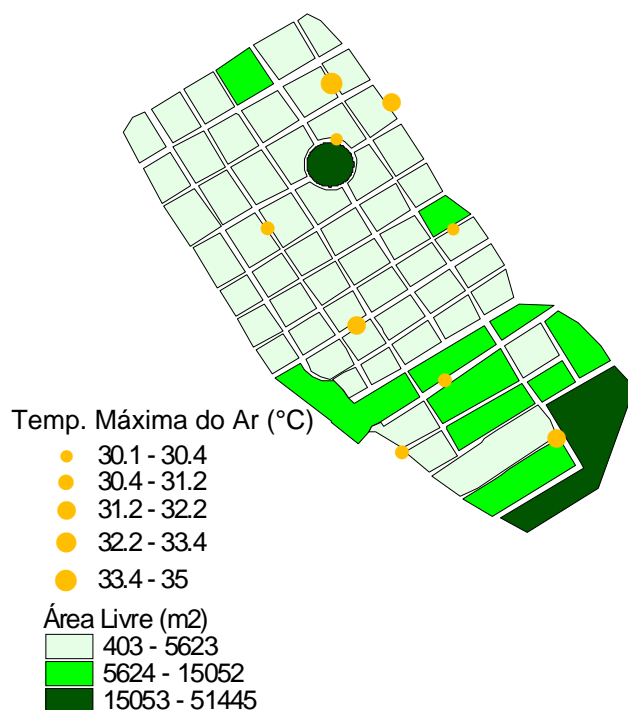 Temp. Máxima do Ar (°C)
30.1 - 30.4
30.4 - 31.2
31.2 - 32.2
32.2 - 33.4
33.4 - 35
Área Livre (m2)
403 - 5623
5624 - 15052
15053 - 51445